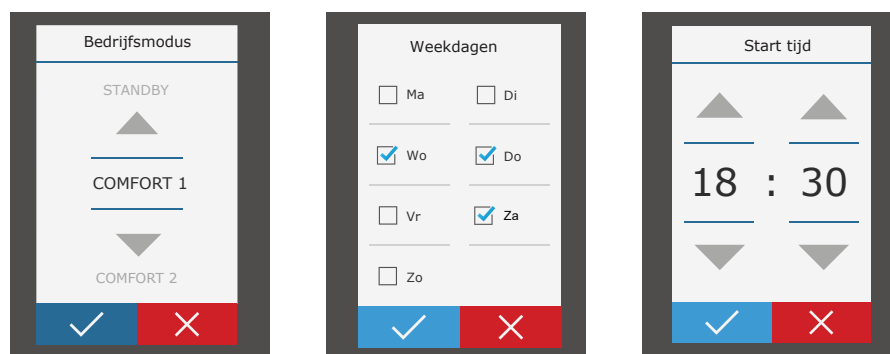 Bedrijfsmodus
STANDBY
COMFORT 1
COMFORT 2
Weekdagen
Ma Di
Wo Do
Vr Za
Zo
Start tijd
18 : 30